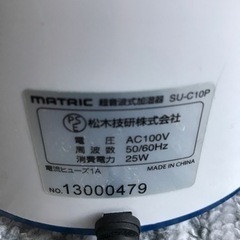 matric 超音波式加湿器 SU-C10P
PSE 松木技研株式会社
電圧 AC100V
周波数 50/60Hz
消費電力 25W
電流ヒューズ1A MADE IN CHINA
NO. 13000479